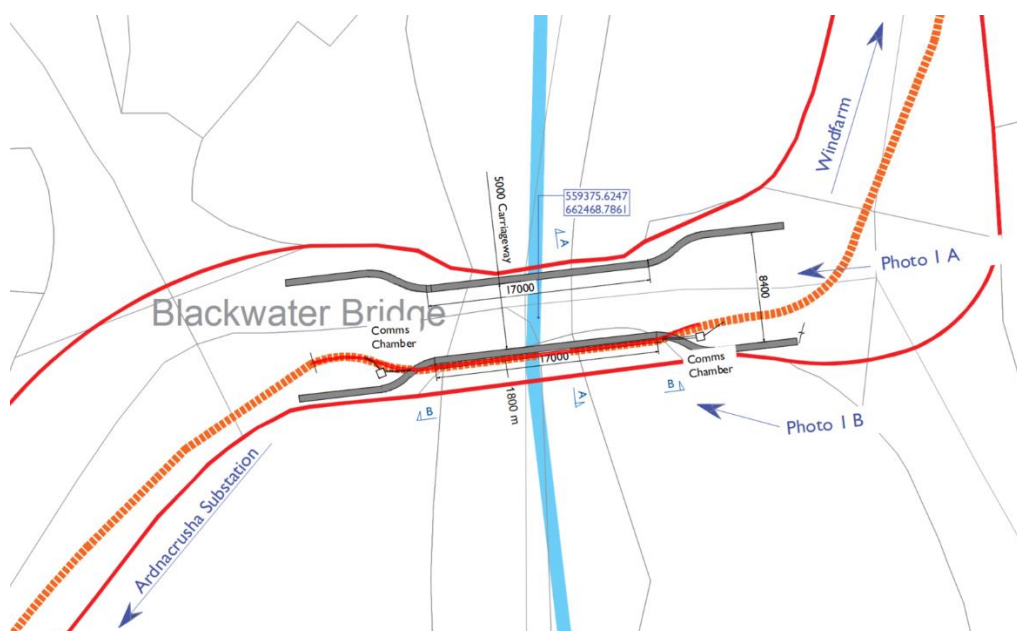 Windfarm
559375.6247
662468.7861
5000 Carriageway
A
Photo 1 A
17000
8400
Blackwater Bridge
Comms
Chamber
17000
Comms
Chamber
B
1800 m
A
B
Photo 1 B
Ardnacrusha Substation